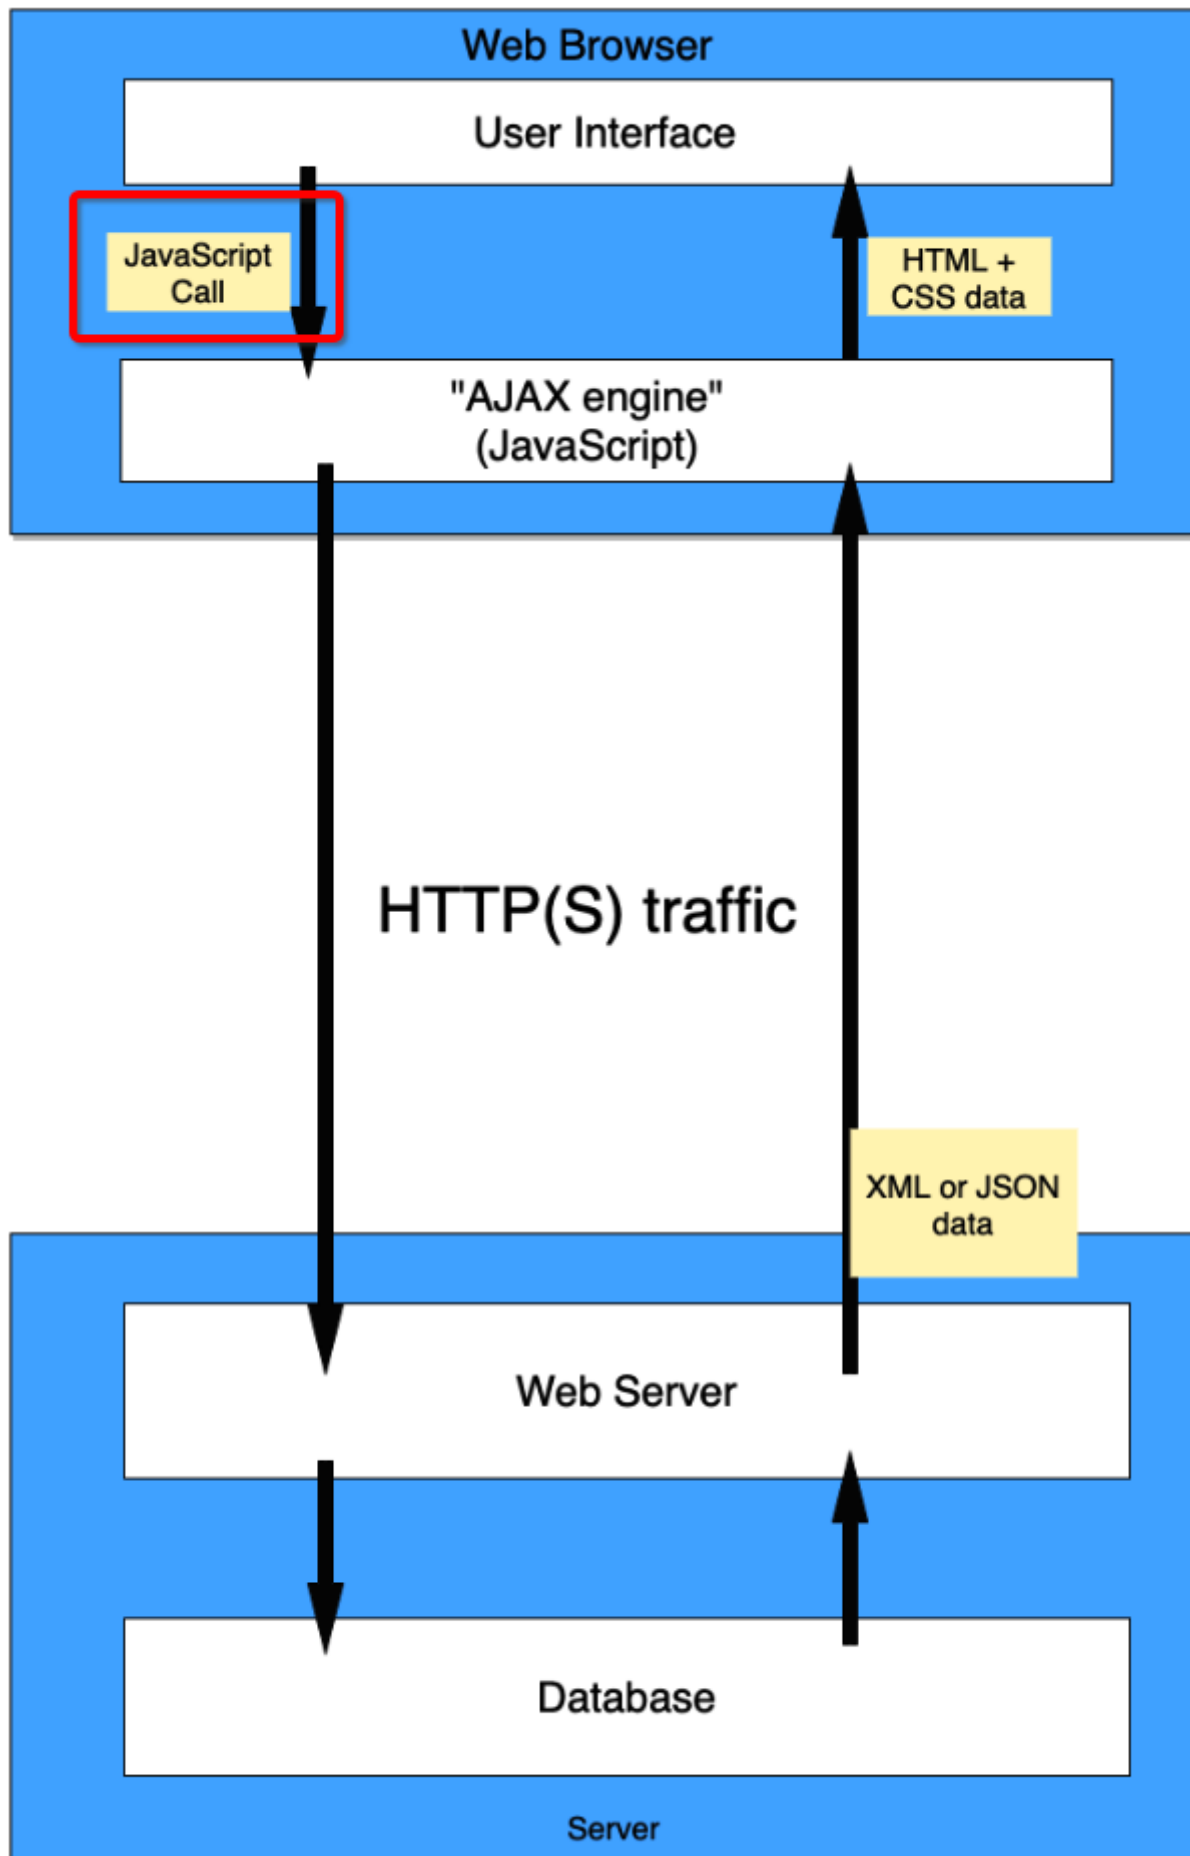 Web Browser
User Interface
JavaScript
Call
HTML +
CSS data
"AJAX engine"
(JavaScript)
HTTP(S) traffic
XML or JSON
data
Web Server
Database
Server